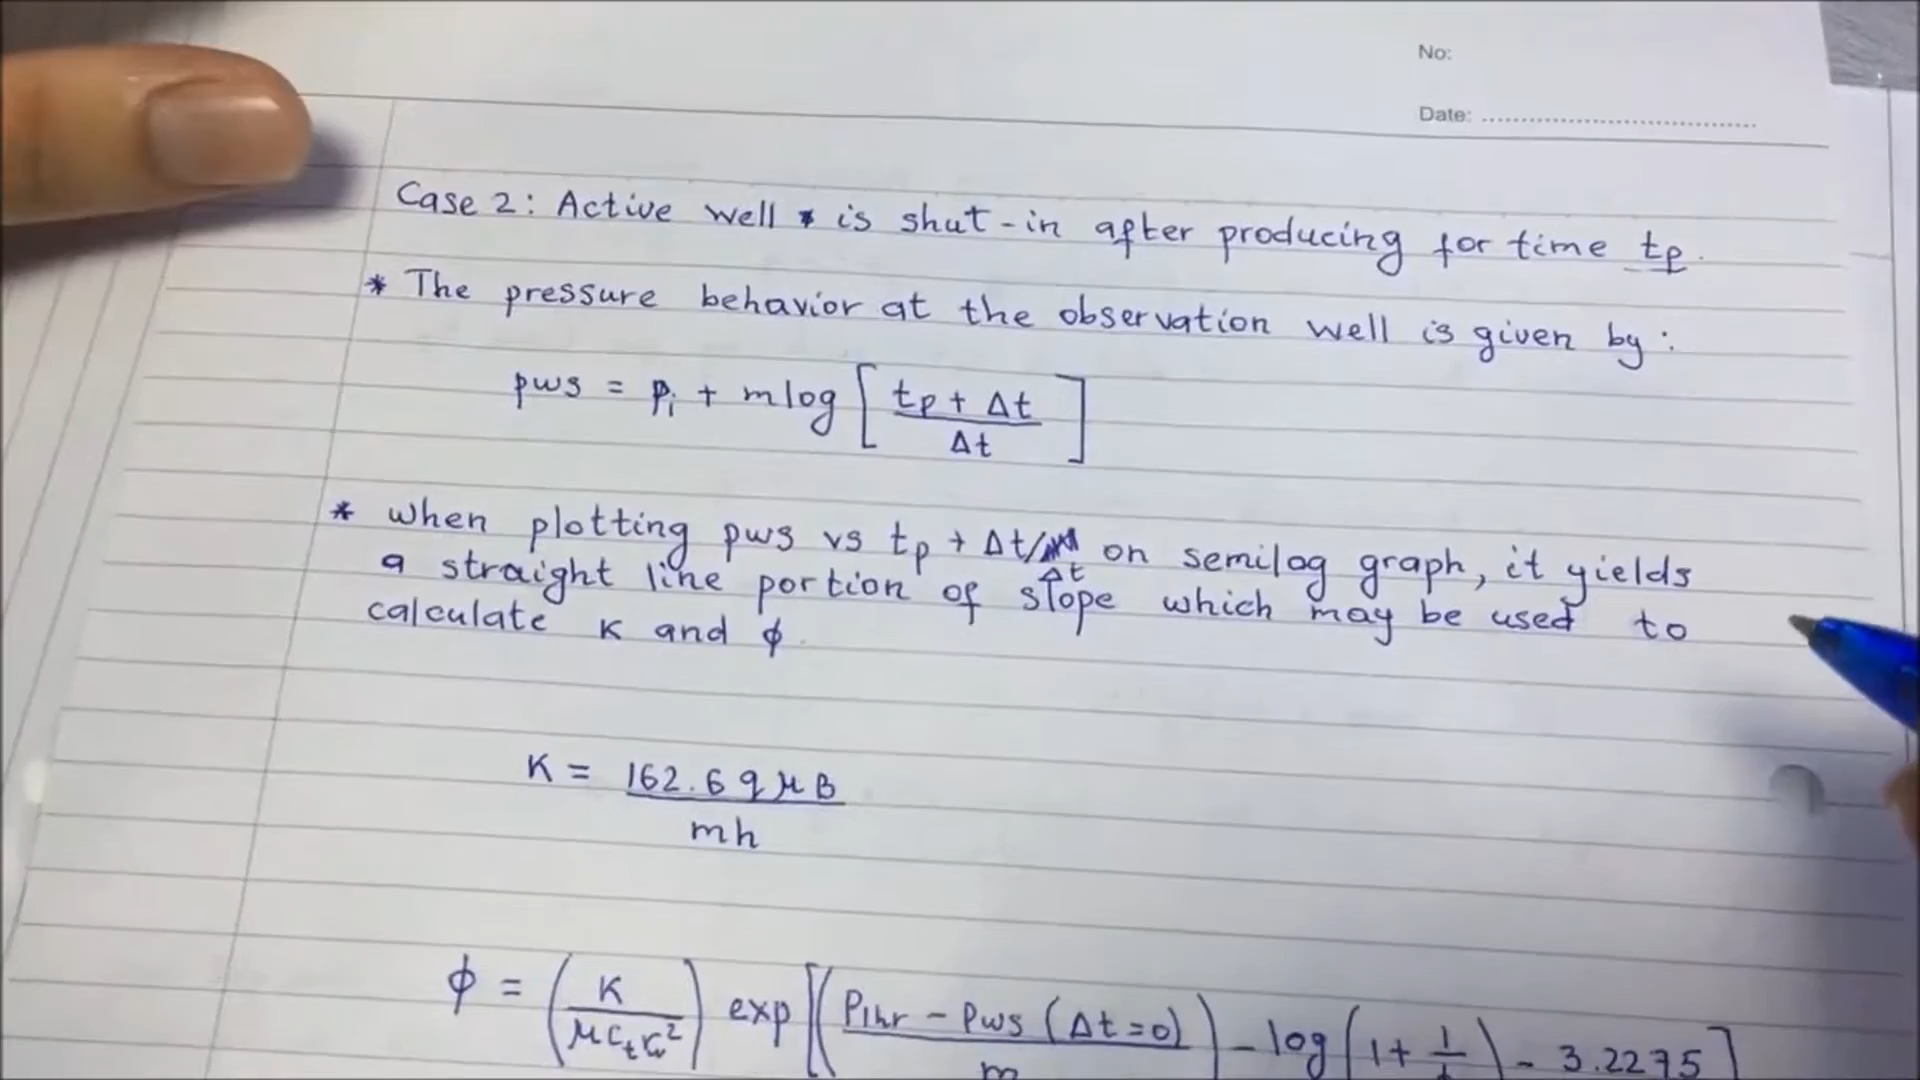 No:
Date:
Case 2: Active well is shut-in after producing for time tp.
* The pressure behavior at the observation well is given by:
pws = Pi + m log [ (tp + Δt) / Δt ]
* when plotting pws vs tp + Δt/Δt on semilog graph, it yields
a straight line portion of slope which may be used to
calculate K and φ.
K = 162.6 q μ B / mh
φ = ( K / μ ct rw² ) exp [ ( P1hr - Pws (Δt=0) / m ) - log ( 1 + 1 / t ) - 3.2275 ]